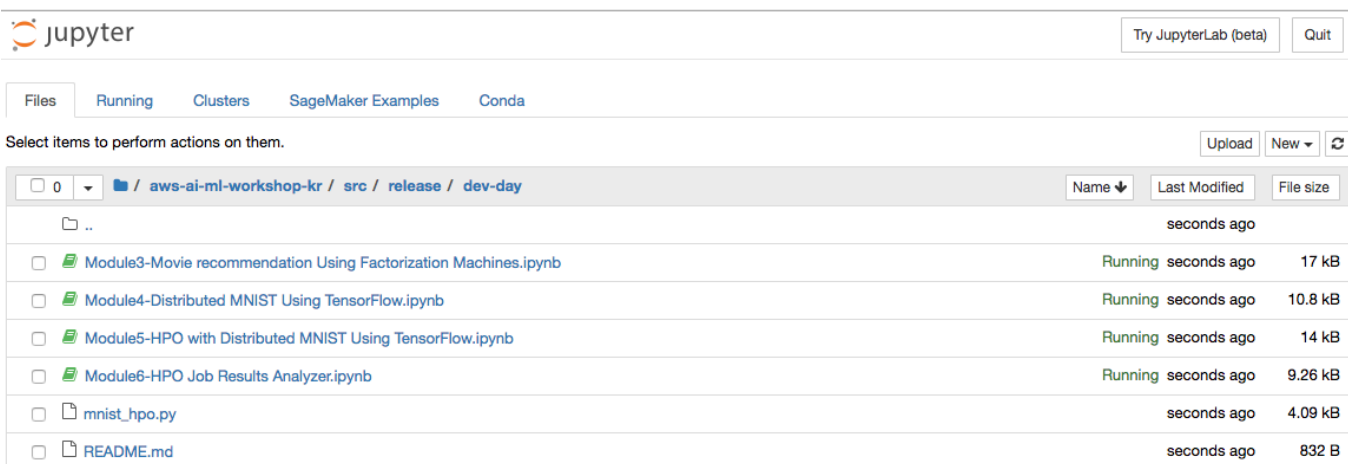 jupyter
Try JupyterLab (beta) Quit
Files Running Clusters SageMaker Examples Conda
Select items to perform actions on them.
Upload New
0 / aws-ai-ml-workshop-kr / src / release / dev-day Name Last Modified File size
.. seconds ago
Module3-Movie recommendation Using Factorization Machines.ipynb Running seconds ago 17 kB
Module4-Distributed MNIST Using TensorFlow.ipynb Running seconds ago 10.8 kB
Module5-HPO with Distributed MNIST Using TensorFlow.ipynb Running seconds ago 14 kB
Module6-HPO Job Results Analyzer.ipynb Running seconds ago 9.26 kB
mnist_hpo.py seconds ago 4.09 kB
README.md seconds ago 832 B